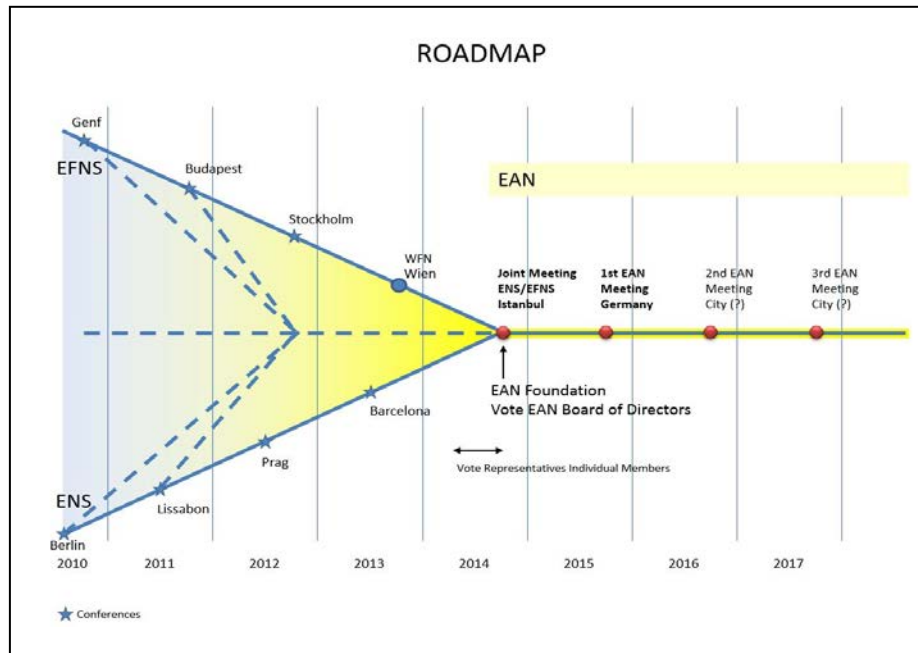 ROADMAP
Genf
EFNS
Budapest
EAN
Stockholm
WFN
Wien
Joint Meeting
ENS/EFNS
Istanbul
1st EAN
Meeting
Germany
2nd EAN
Meeting
City (?)
3rd EAN
Meeting
City (?)
EAN Foundation
Vote EAN Board of Directors
Barcelona
Prag
Vote Representatives Individual Members
ENS
Lissabon
Berlin
2010
2011
2012
2013
2014
2015
2016
2017
Conferences